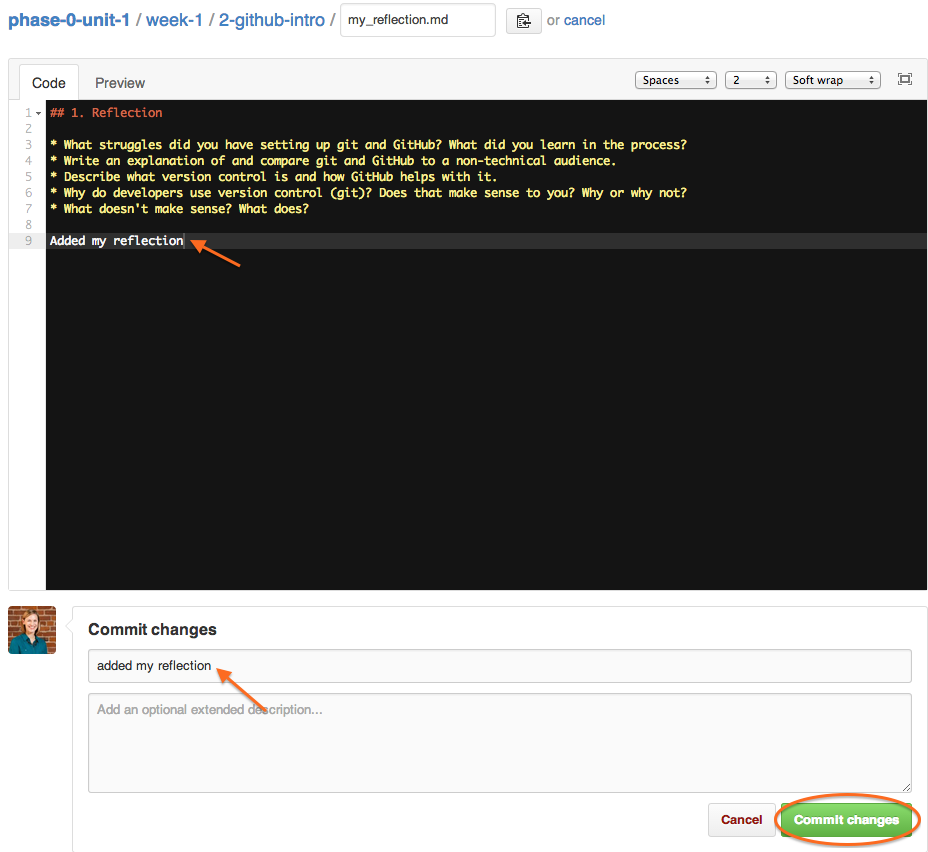 phase-0-unit-1 / week-1 / 2-github-intro / my_reflection.md or cancel
Code Preview Spaces 2 Soft wrap
1 ## 1. Reflection
2
3 * What struggles did you have setting up git and GitHub? What did you learn in the process?
4 * Write an explanation of and compare git and GitHub to a non-technical audience.
5 * Describe what version control is and how GitHub helps with it.
6 * Why do developers use version control (git)? Does that make sense to you? Why or why not?
7 * What doesn't make sense? What does?
8
9 Added my reflection
Commit changes
added my reflection
Add an optional extended description...
Cancel Commit changes